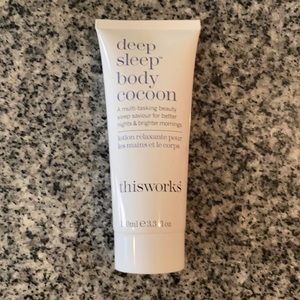 deep
sleep®
body
cocoon
A multi-tasking beauty
sleep saviour for better
nights & brighter mornings
lotion relaxante pour
les mains et le corps
thisworks®
ml e 3.3 fl oz